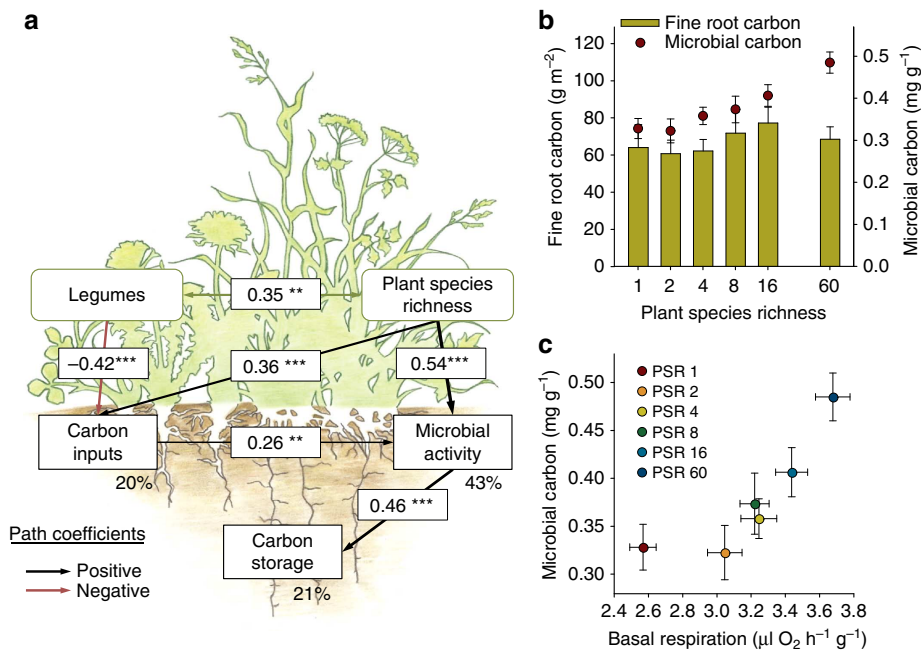 a
Legumes
0.35 **
Plant species
richness
−0.42***
0.36 ***
0.54***
Carbon
inputs
0.26 **
Microbial
activity
20%
43%
0.46 ***
Carbon
storage
21%
Path coefficients
Positive
Negative
b
Fine root carbon
Microbial carbon
Fine root carbon (g m⁻²)
120
100
80
60
40
20
0
0.5
0.4
0.3
0.2
0.1
0.0
Microbial carbon (mg g⁻¹)
1 2 4 8 16 60
Plant species richness
c
PSR 1
PSR 2
PSR 4
PSR 8
PSR 16
PSR 60
Microbial carbon (mg g⁻¹)
0.50
0.45
0.40
0.35
0.30
2.4 2.6 2.8 3.0 3.2 3.4 3.6 3.8
Basal respiration (µl O₂ h⁻¹ g⁻¹)